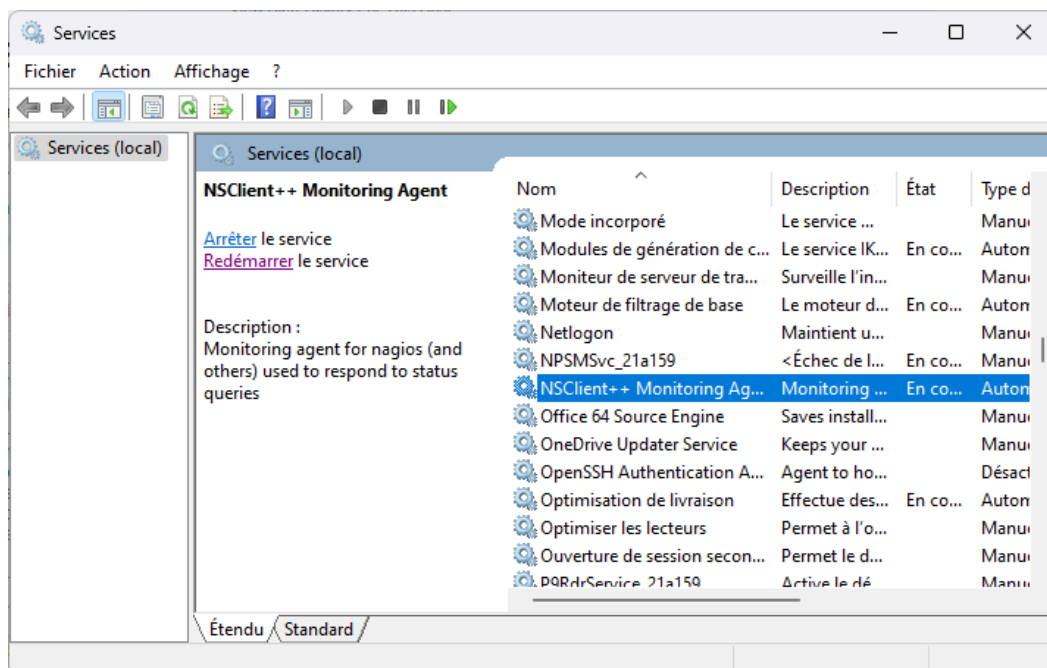 Services
Fichier Action Affichage ?
Services (local)
Services (local)
NSClient++ Monitoring Agent
Arrêter le service
Redémarrer le service
Description :
Monitoring agent for nagios (and
others) used to respond to status
queries
Nom Description État Type d
Mode incorporé Le service ... Manu
Modules de génération de c... Le service IK... En co... Autom
Moniteur de serveur de tra... Surveille l'in... Manu
Moteur de filtrage de base Le moteur d... En co... Autom
Netlogon Maintient u... Manu
NPSMSvc_21a159 <Échec de l... En co... Manu
NSClient++ Monitoring Ag... Monitoring ... En co... Autom
Office 64 Source Engine Saves install... Manu
OneDrive Updater Service Keeps your ... Manu
OpenSSH Authentication A... Agent to ho... Désact
Optimisation de livraison Effectue des... En co... Autom
Optimiser les lecteurs Permet à l'o... Manu
Ouverture de session secon... Permet le d... Manu
P9RdrService_21a159 Active le dé Manu
Étendu Standard